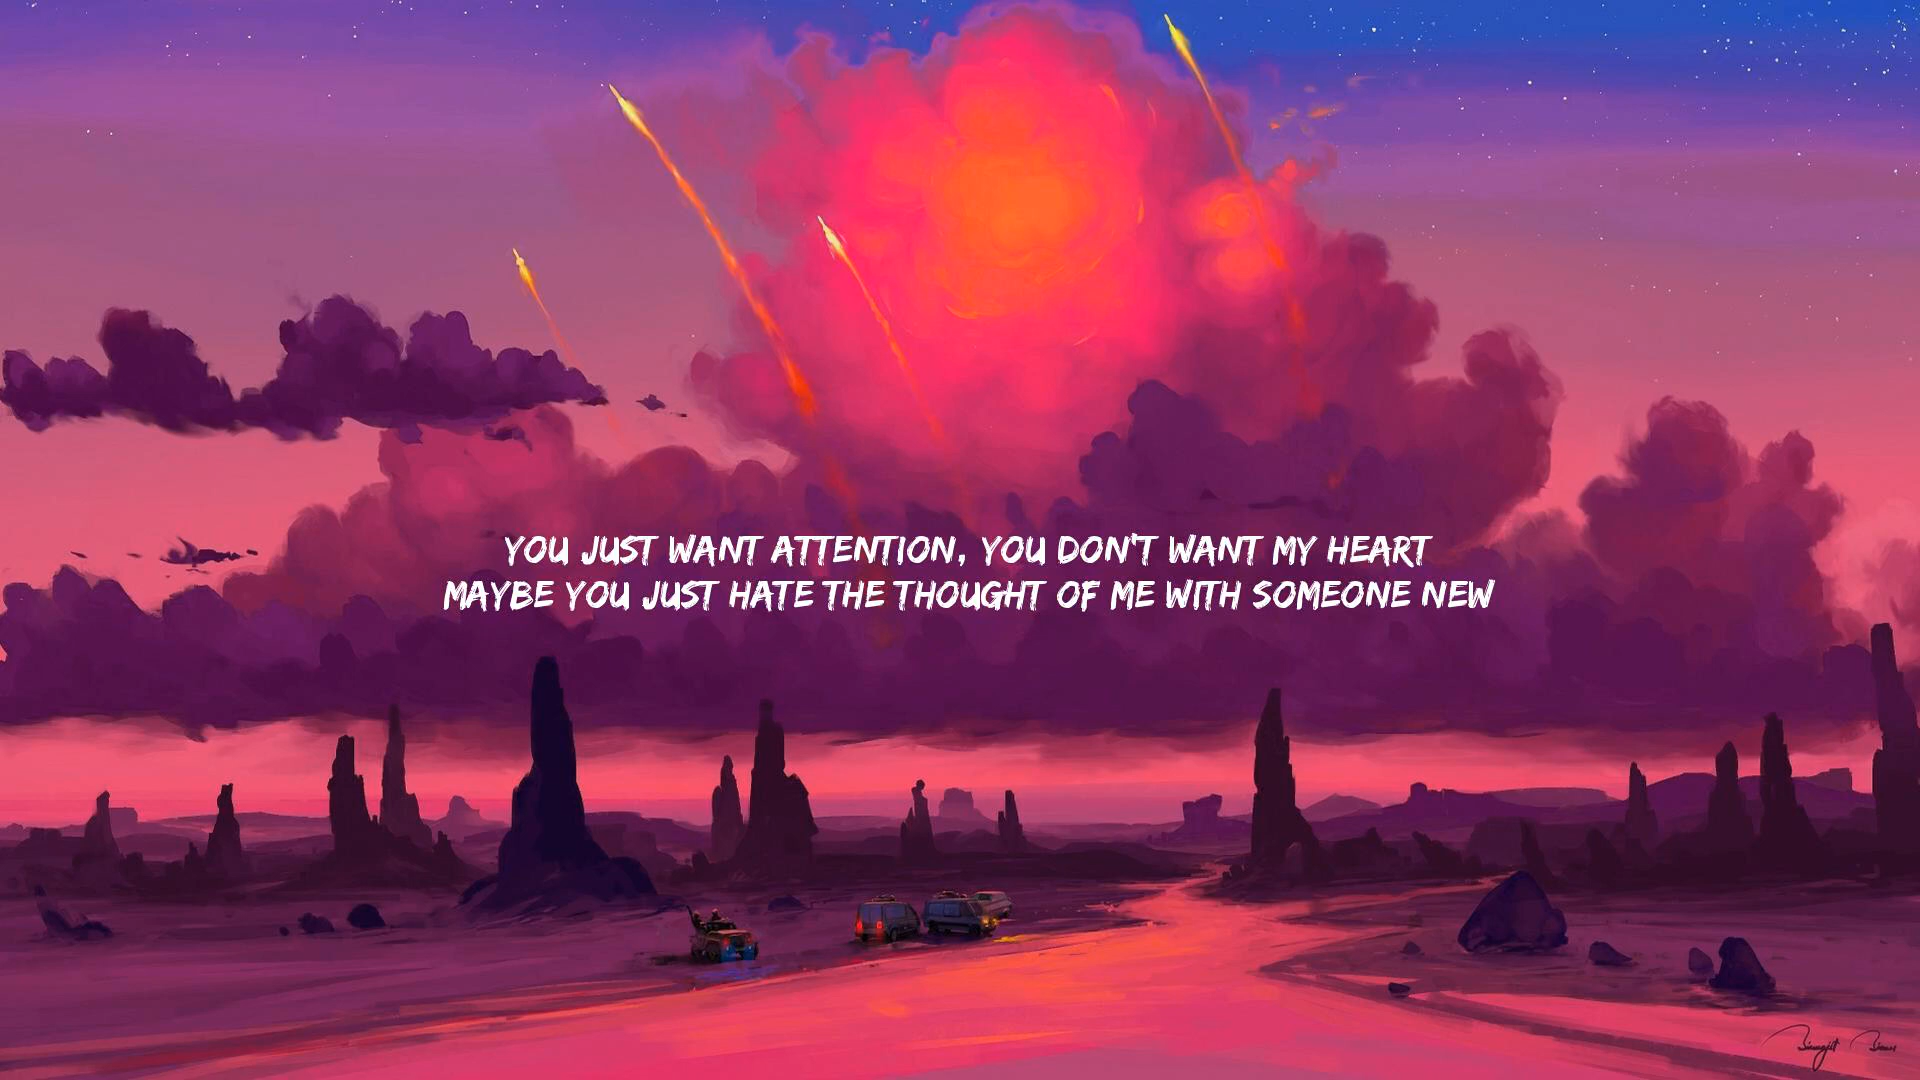 YOU JUST WANT ATTENTION, YOU DON'T WANT MY HEART
MAYBE YOU JUST HATE THE THOUGHT OF ME WITH SOMEONE NEW